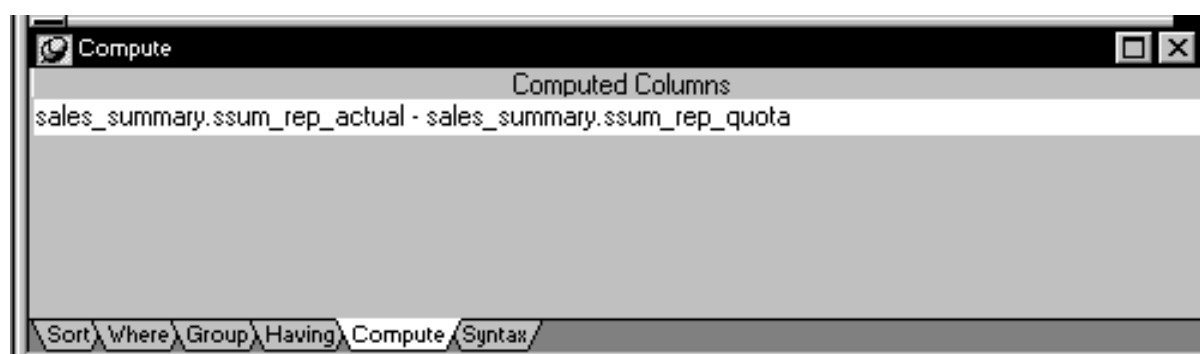 Compute
Computed Columns
sales_summary.ssum_rep_actual - sales_summary.ssum_rep_quota
Sort Where Group Having Compute Syntax